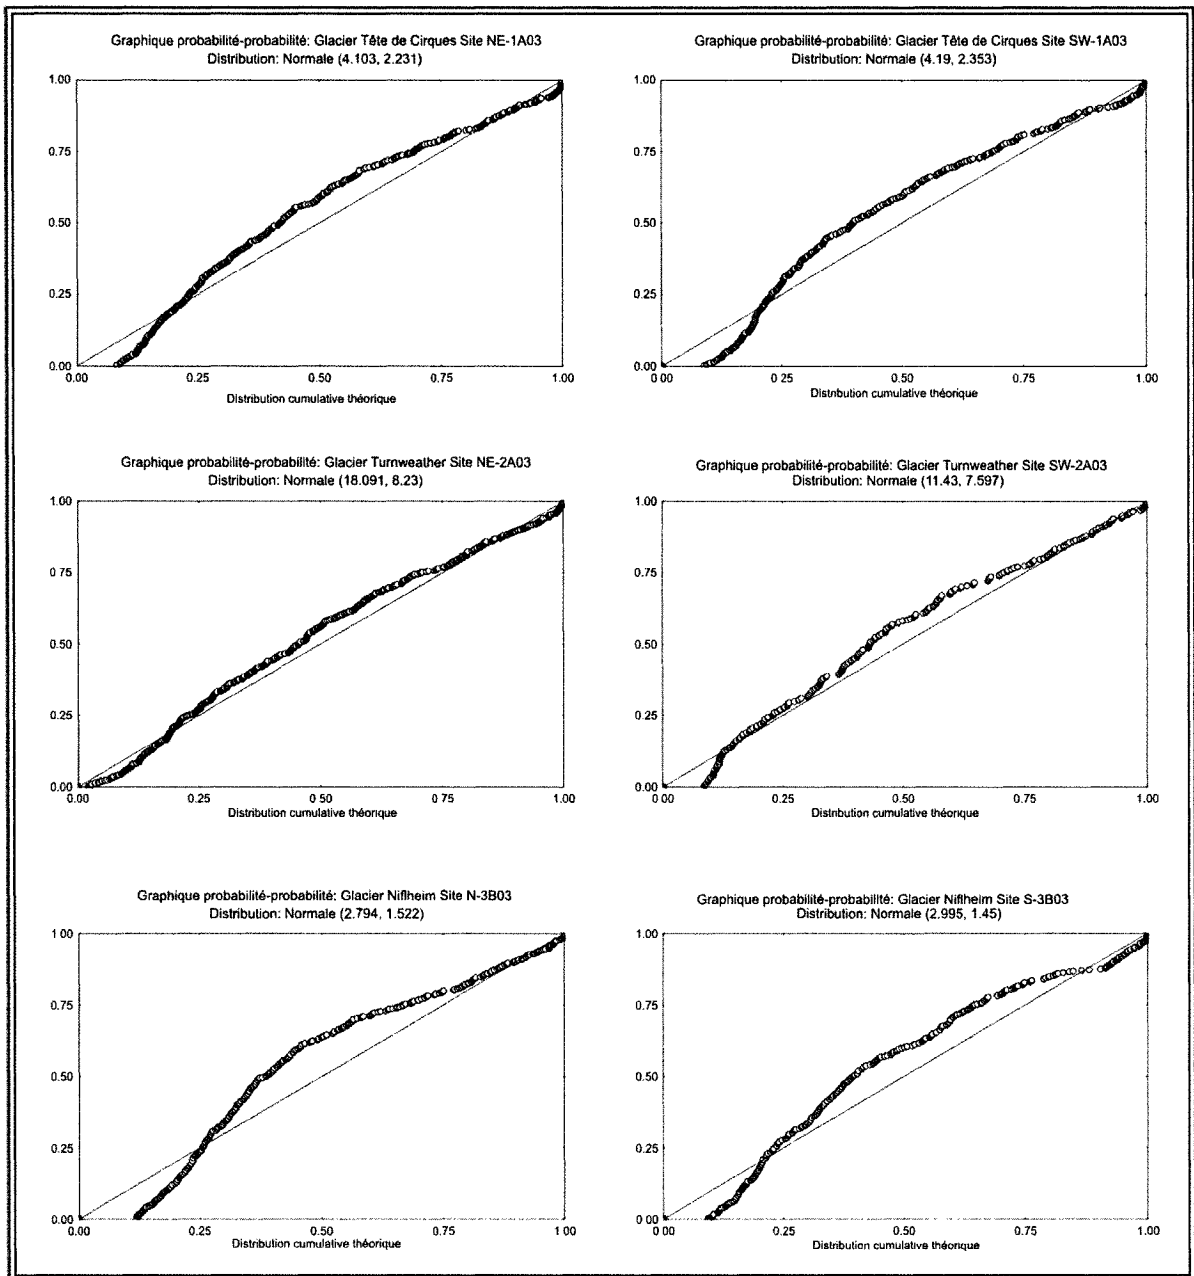 Graphique probabilité-probabilité: Glacier Tête de Cirques Site NE-1A03
Distribution: Normale (4.103, 2.231)
1.00
0.75
0.50
0.25
0.00
0.00 0.25 0.50 0.75 1.00
Distribution cumulative théorique
Graphique probabilité-probabilité: Glacier Tête de Cirques Site SW-1A03
Distribution: Normale (4.19, 2.353)
1.00
0.75
0.50
0.25
0.00
0 00 0.25 0.50 0.75 1.00
Distribution cumulative théorique
Graphique probabilité-probabilité: Glacier Turnweather Site NE-2A03
Distribution: Normale (18.091, 8.23)
1.00
0.75
0.50
0.25
0.00
0.00 0.25 0.50 0.75 1.00
Distribution cumulative théorique
Graphique probabilité-probabilité: Glacier Turnweather Site SW-2A03
Distribution: Normale (11.43, 7.597)
1.00
0.75
0.50
0.25
0.00
0 00 0.25 0.50 0.75 1.00
Distribution cumulative théorique
Graphique probabilité-probabilité: Glacier Niflheim Site N-3B03
Distribution: Normale (2.794, 1.522)
1.00
0.75
0.50
0.25
0.00
0.00 0.25 0.50 0.75 1.00
Distribution cumulative théorique
Graphique probabilité-probabilité: Glacier Niflheim Site S-3B03
Distribution: Normale (2.995, 1.45)
1.00
0.75
0.50
0.25
0.00
0 00 0.25 0.50 0.75 1.00
Distribution cumulative théorique